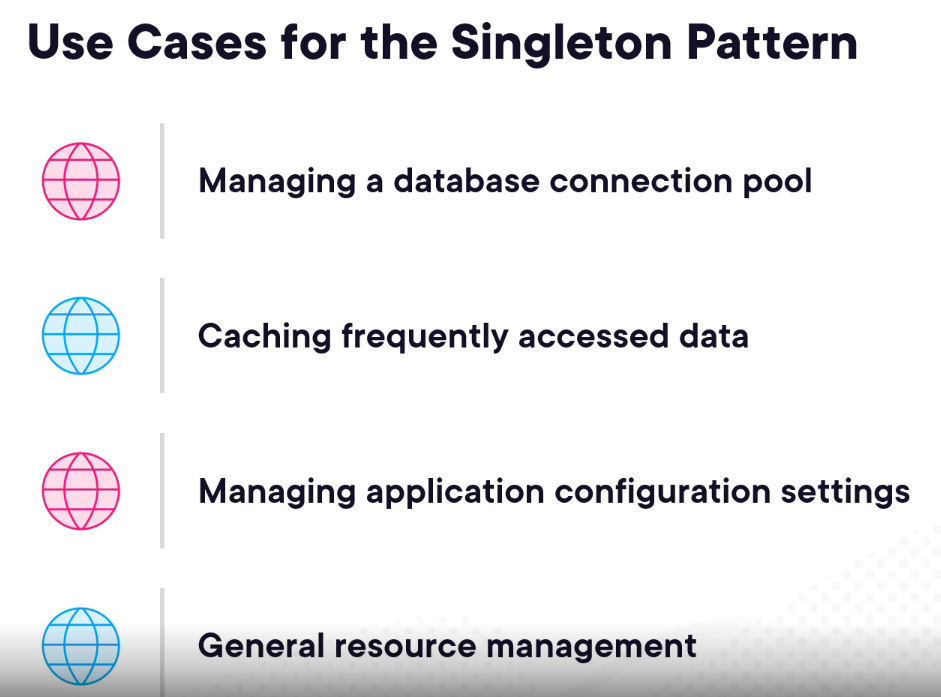 Use Cases for the Singleton Pattern
Managing a database connection pool
Caching frequently accessed data
Managing application configuration settings
General resource management